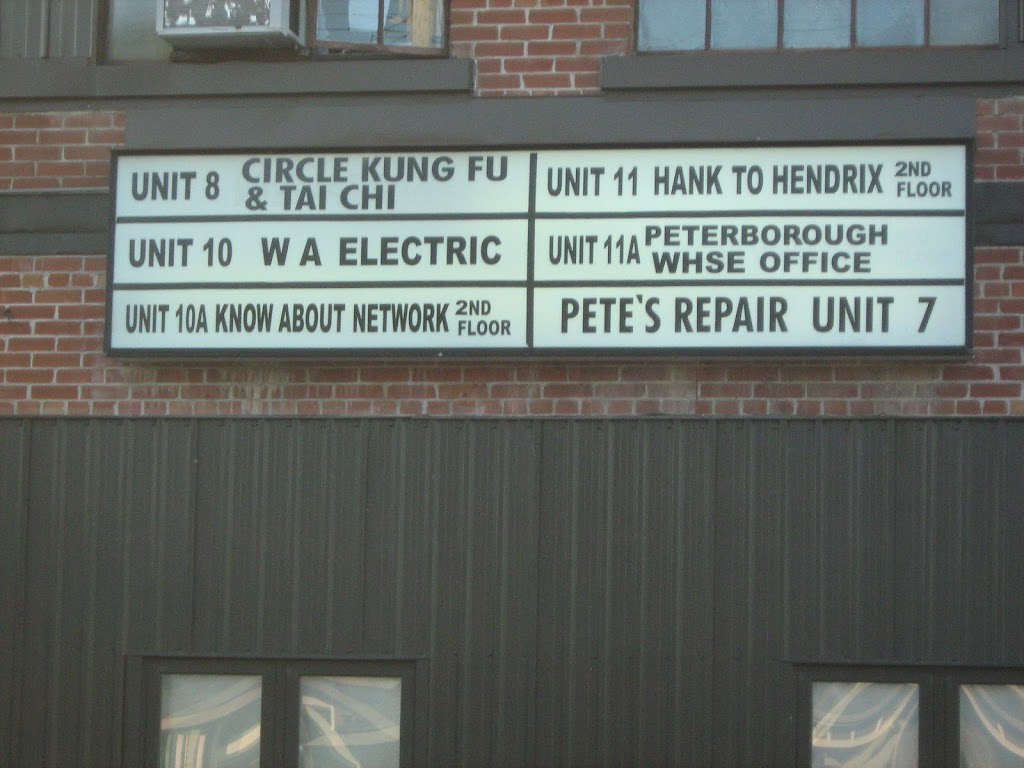 UNIT 8 CIRCLE KUNG FU
& TAI CHI
UNIT 10 W A ELECTRIC
UNIT 10A KNOW ABOUT NETWORK 2ND
FLOOR
UNIT 11 HANK TO HENDRIX 2ND
FLOOR
UNIT 11A PETERBOROUGH
WHSE OFFICE
PETE'S REPAIR UNIT 7